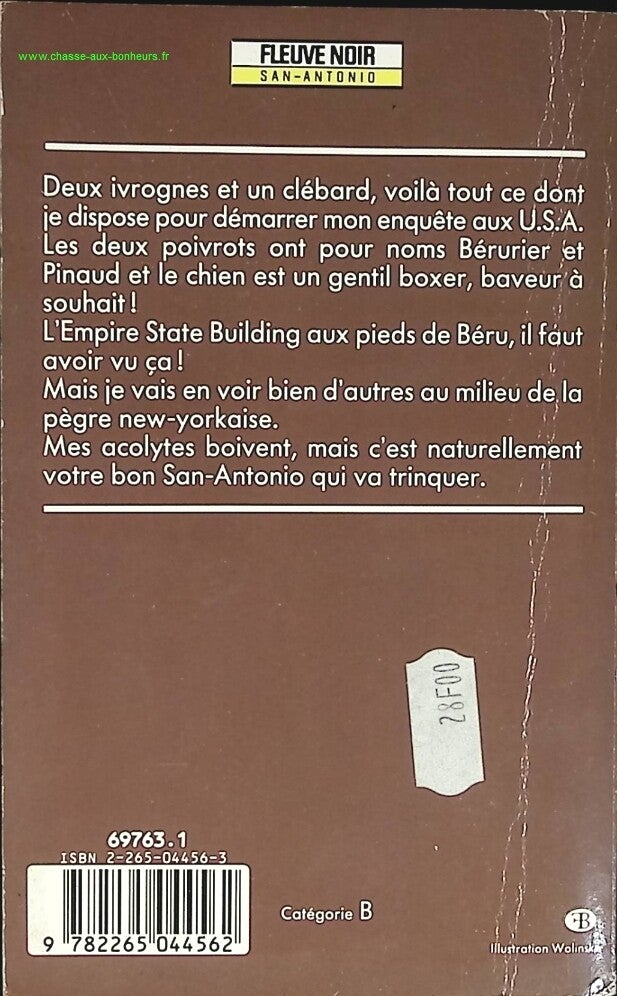 www.chasse-aux-bonheurs.fr
FLEUVE NOIR
SAN-ANTONIO
Deux ivrognes et un clébard, voilà tout ce dont
je dispose pour démarrer mon enquête aux U.S.A.
Les deux poivrots ont pour noms Bérurier et
Pinaud et le chien est un gentil boxer, baveur à
souhait !
L'Empire State Building aux pieds de Béru, il faut
avoir vu ça !
Mais je vais en voir bien d'autres au milieu de la
pègre new-yorkaise.
Mes acolytes boivent, mais c'est naturellement
votre bon San-Antonio qui va trinquer.
28F00
69763.1
ISBN 2-265-04456-3
9 782265 044562
Catégorie B
B
Illustration Wolinski